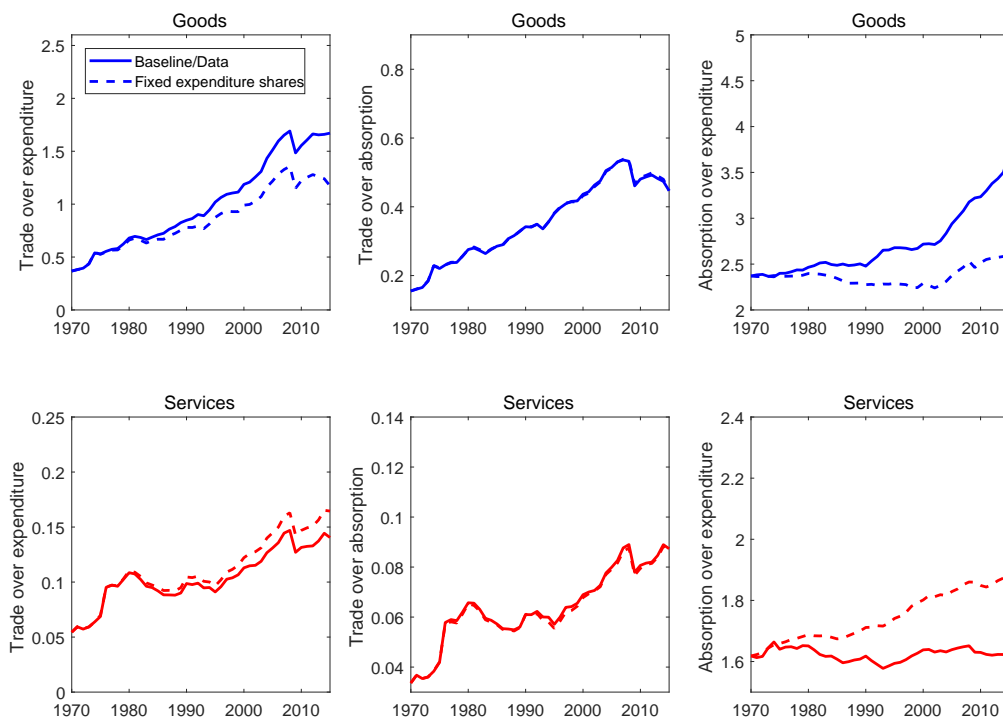 Goods
Trade over expenditure
2.5
2
1.5
1
0.5
0
Baseline/Data
Fixed expenditure shares
1970 1980 1990 2000 2010
Goods
Trade over absorption
0.8
0.6
0.4
0.2
1970 1980 1990 2000 2010
Goods
Absorption over expenditure
5
4.5
4
3.5
3
2.5
2
1970 1980 1990 2000 2010
Services
Trade over expenditure
0.25
0.2
0.15
0.1
0.05
0
1970 1980 1990 2000 2010
Services
Trade over absorption
0.14
0.12
0.1
0.08
0.06
0.04
1970 1980 1990 2000 2010
Services
Absorption over expenditure
2.4
2.2
2
1.8
1.6
1970 1980 1990 2000 2010